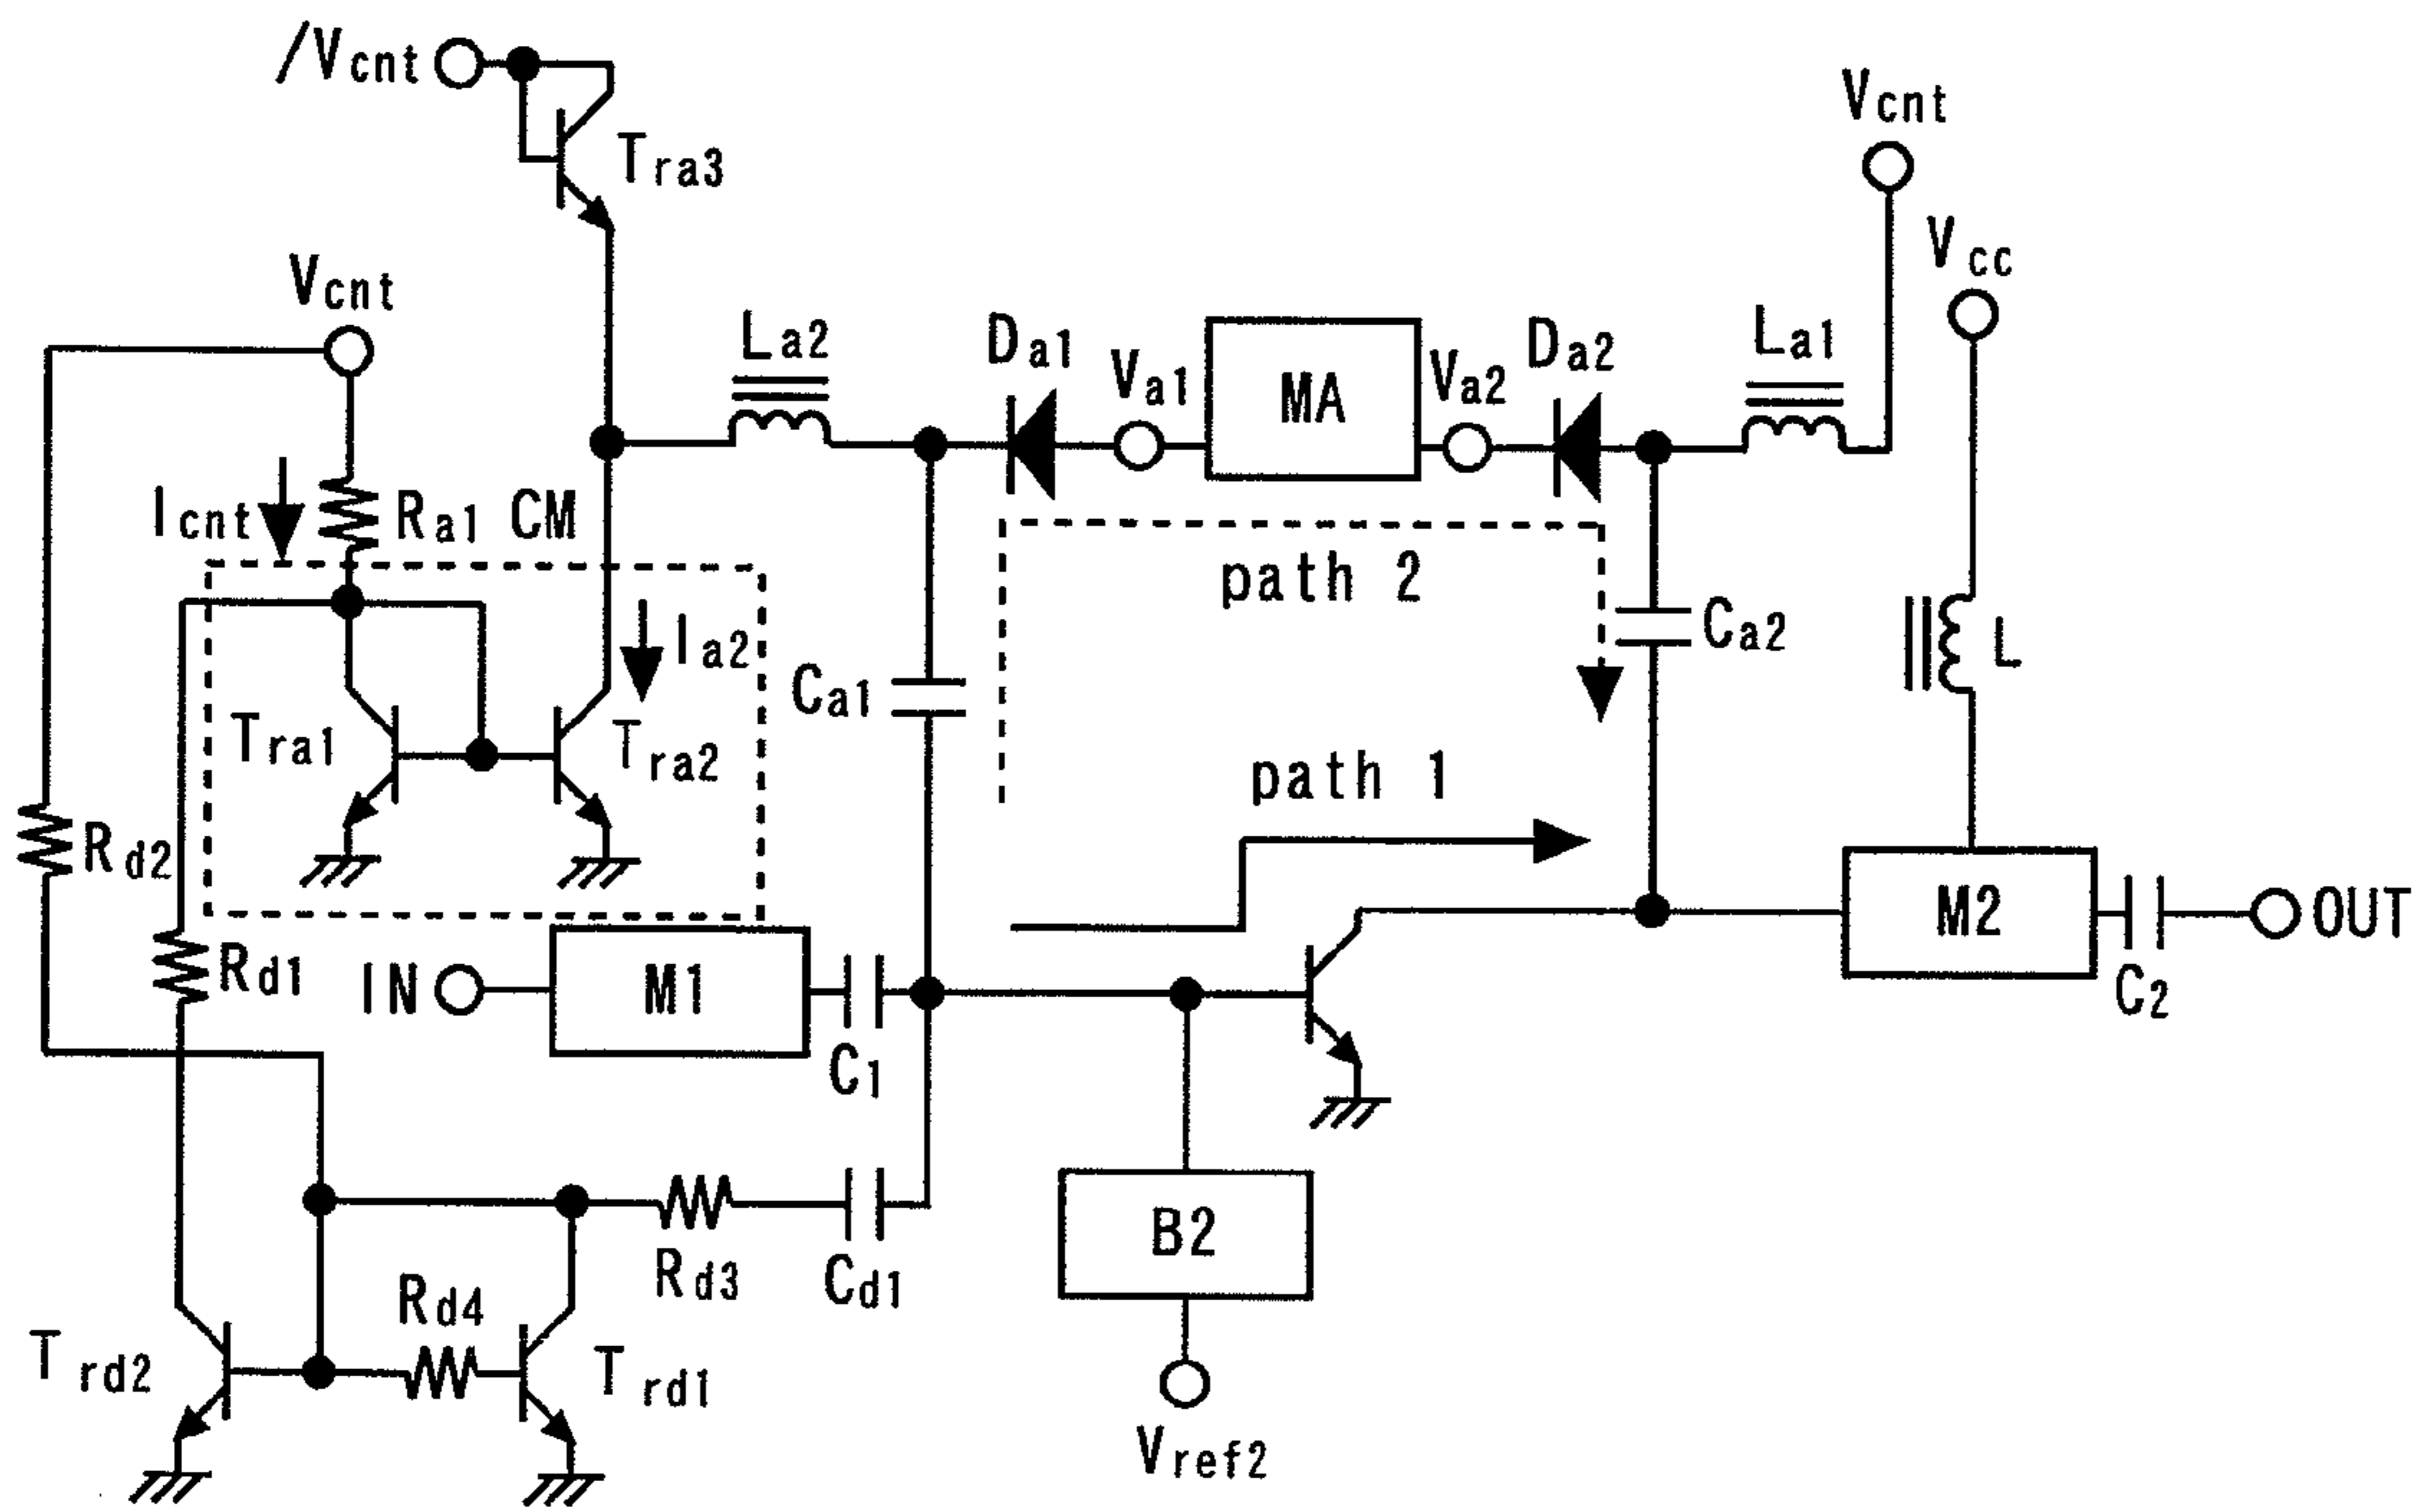 /Vcnt
Tra3
Vcnt
Vcc
Vcnt
La2
Da1
Va1
MA
Va2
Da2
La1
Icnt
Ra1
CM
path 2
Ca2
L
Ia2
Ca1
Tra1
Tra2
path 1
Rd2
Rd1
IN
M1
C1
M2
C2
OUT
Rd3
Cd1
B2
Rd4
Trd2
Trd1
Vref2